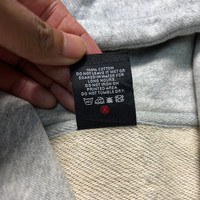 100% COTTON
DO NOT LEAVE IT WET OR
SOAKED IN WATER FOR
LONG HOURS.
DO NOT IRON ON
PRINTED AREA
DO NOT TUMBLE DRY.